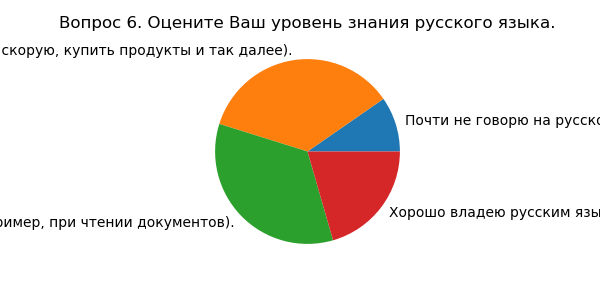 Вопрос 6. Оцените Ваш уровень знания русского языка.
скорую, купить продукты и так далее).
Почти не говорю на русско
Хорошо владею русским язы
ример, при чтении документов).